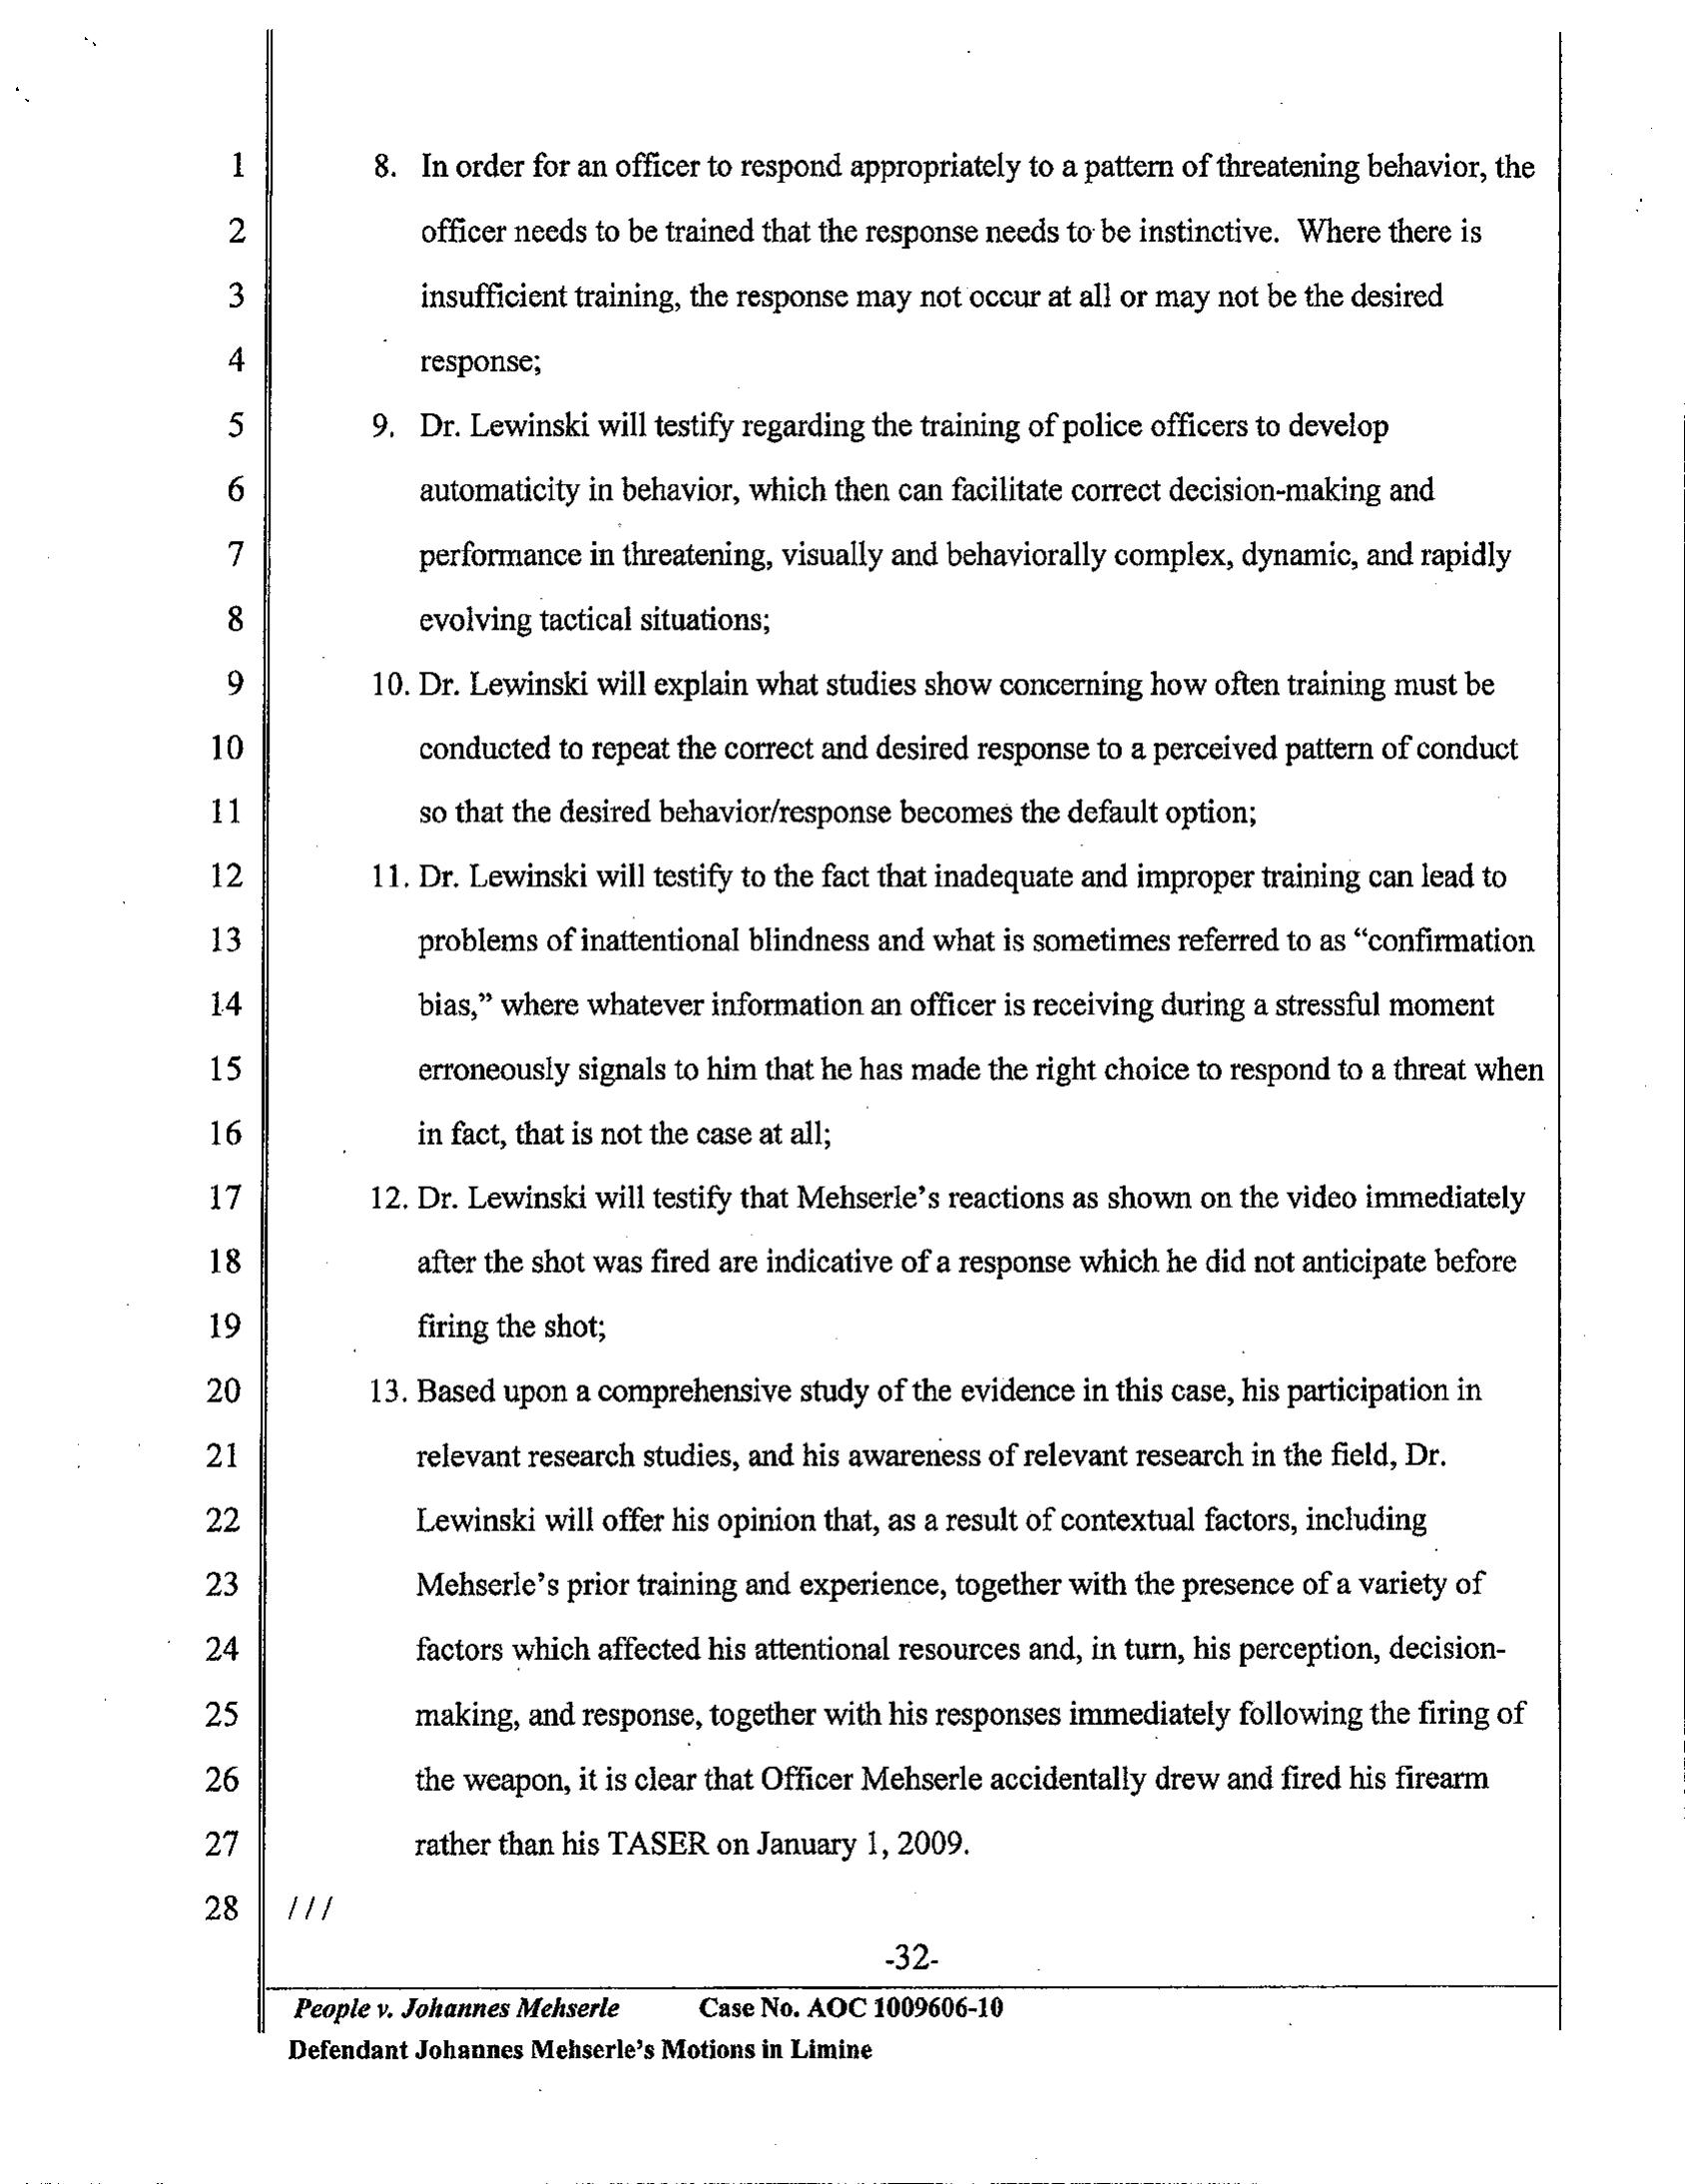 1 8. In order for an officer to respond appropriately to a pattern of threatening behavior, the
2 officer needs to be trained that the response needs to be instinctive. Where there is
3 insufficient training, the response may not occur at all or may not be the desired
4 response;
5 9. Dr. Lewinski will testify regarding the training of police officers to develop
6 automaticity in behavior, which then can facilitate correct decision-making and
7 performance in threatening, visually and behaviorally complex, dynamic, and rapidly
8 evolving tactical situations;
9 10. Dr. Lewinski will explain what studies show concerning how often training must be
10 conducted to repeat the correct and desired response to a perceived pattern of conduct
11 so that the desired behavior/response becomes the default option;
12 11. Dr. Lewinski will testify to the fact that inadequate and improper training can lead to
13 problems of inattentional blindness and what is sometimes referred to as “confirmation
14 bias,” where whatever information an officer is receiving during a stressful moment
15 erroneously signals to him that he has made the right choice to respond to a threat when
16 in fact, that is not the case at all;
17 12. Dr. Lewinski will testify that Mehserle’s reactions as shown on the video immediately
18 after the shot was fired are indicative of a response which he did not anticipate before
19 firing the shot;
20 13. Based upon a comprehensive study of the evidence in this case, his participation in
21 relevant research studies, and his awareness of relevant research in the field, Dr.
22 Lewinski will offer his opinion that, as a result of contextual factors, including
23 Mehserle’s prior training and experience, together with the presence of a variety of
24 factors which affected his attentional resources and, in turn, his perception, decision-
25 making, and response, together with his responses immediately following the firing of
26 the weapon, it is clear that Officer Mehserle accidentally drew and fired his firearm
27 rather than his TASER on January 1, 2009.
28 / / /
-32-
People v. Johannes Mehserle Case No. AOC 1009606-10
Defendant Johannes Mehserle’s Motions in Limine